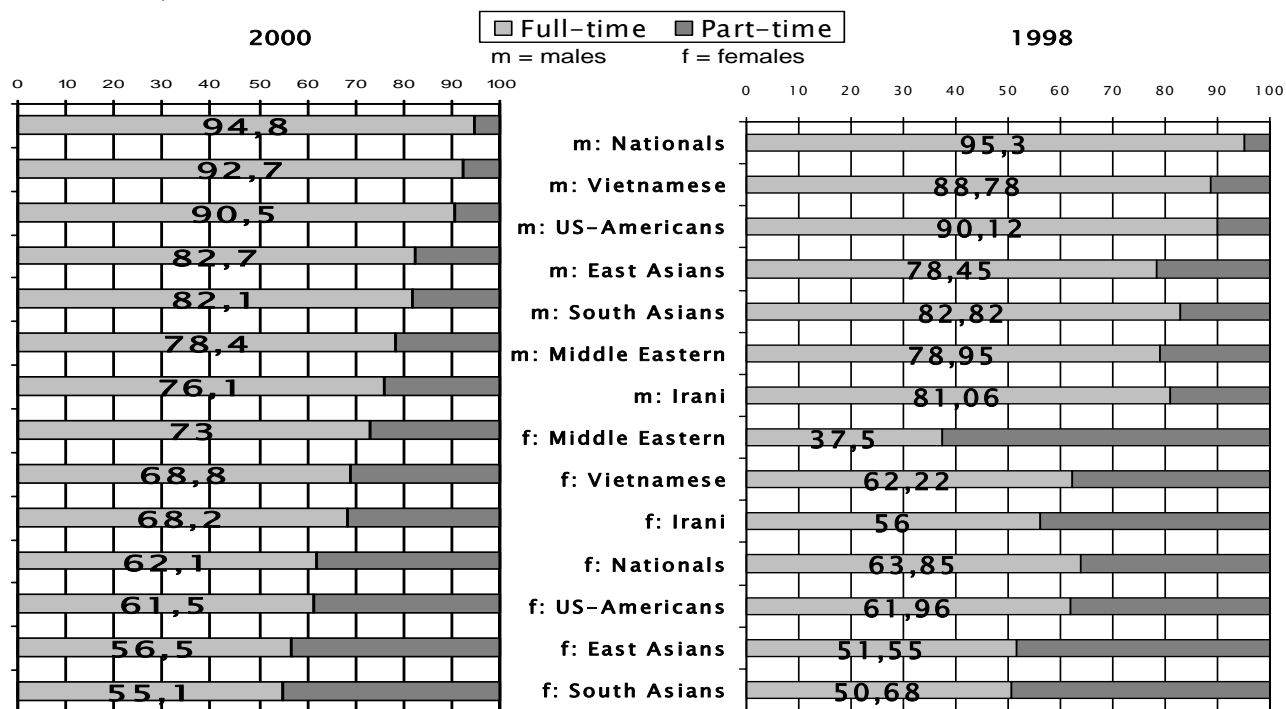 Full-time Part-time
2000
1998
m = males f = females
0 10 20 30 40 50 60 70 80 90 100
0 10 20 30 40 50 60 70 80 90 100
94,8
m: Nationals
95,3
92,7
m: Vietnamese
88,78
90,5
m: US-Americans
90,12
82,7
m: East Asians
78,45
82,1
m: South Asians
82,82
78,4
m: Middle Eastern
78,95
76,1
m: Irani
81,06
73
f: Middle Eastern
37,5
68,8
f: Vietnamese
62,22
68,2
f: Irani
56
62,1
f: Nationals
63,85
61,5
f: US-Americans
61,96
56,5
f: East Asians
51,55
55,1
f: South Asians
50,68